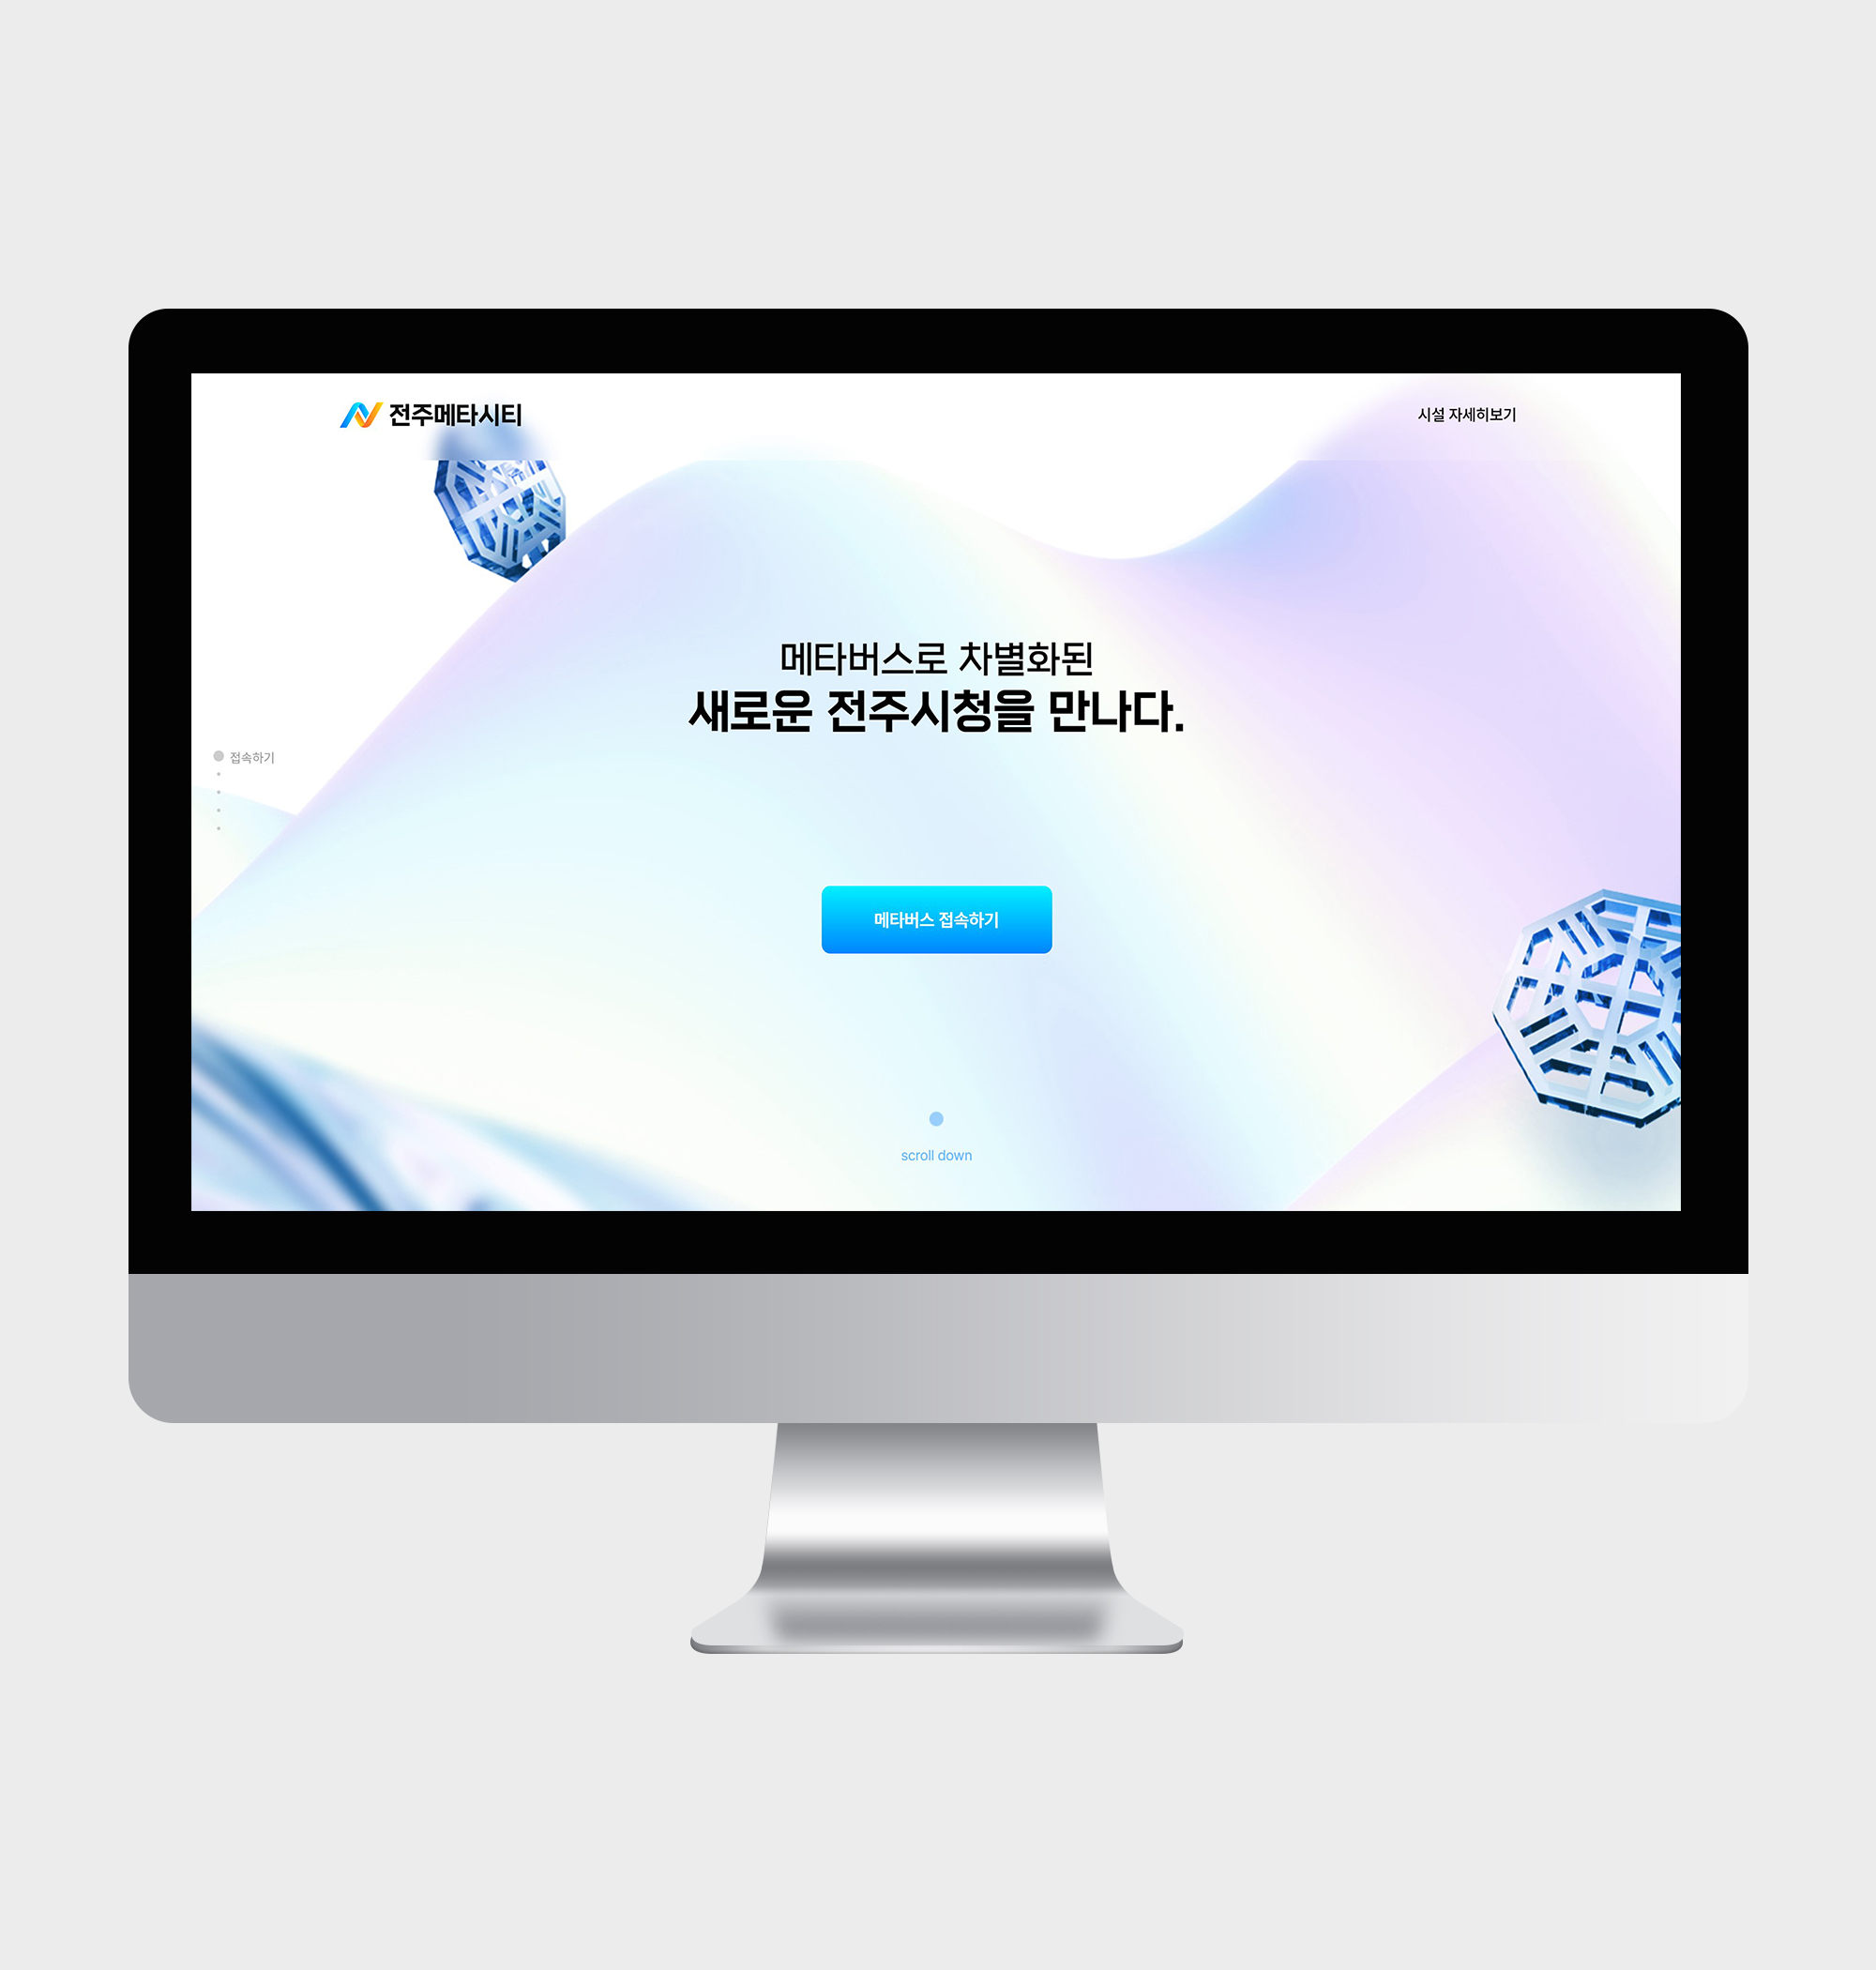 전주메타시티
시설 자세히보기
메타버스로 차별화된
새로운 전주시청을 만나다.
접속하기
메타버스 접속하기
scroll down